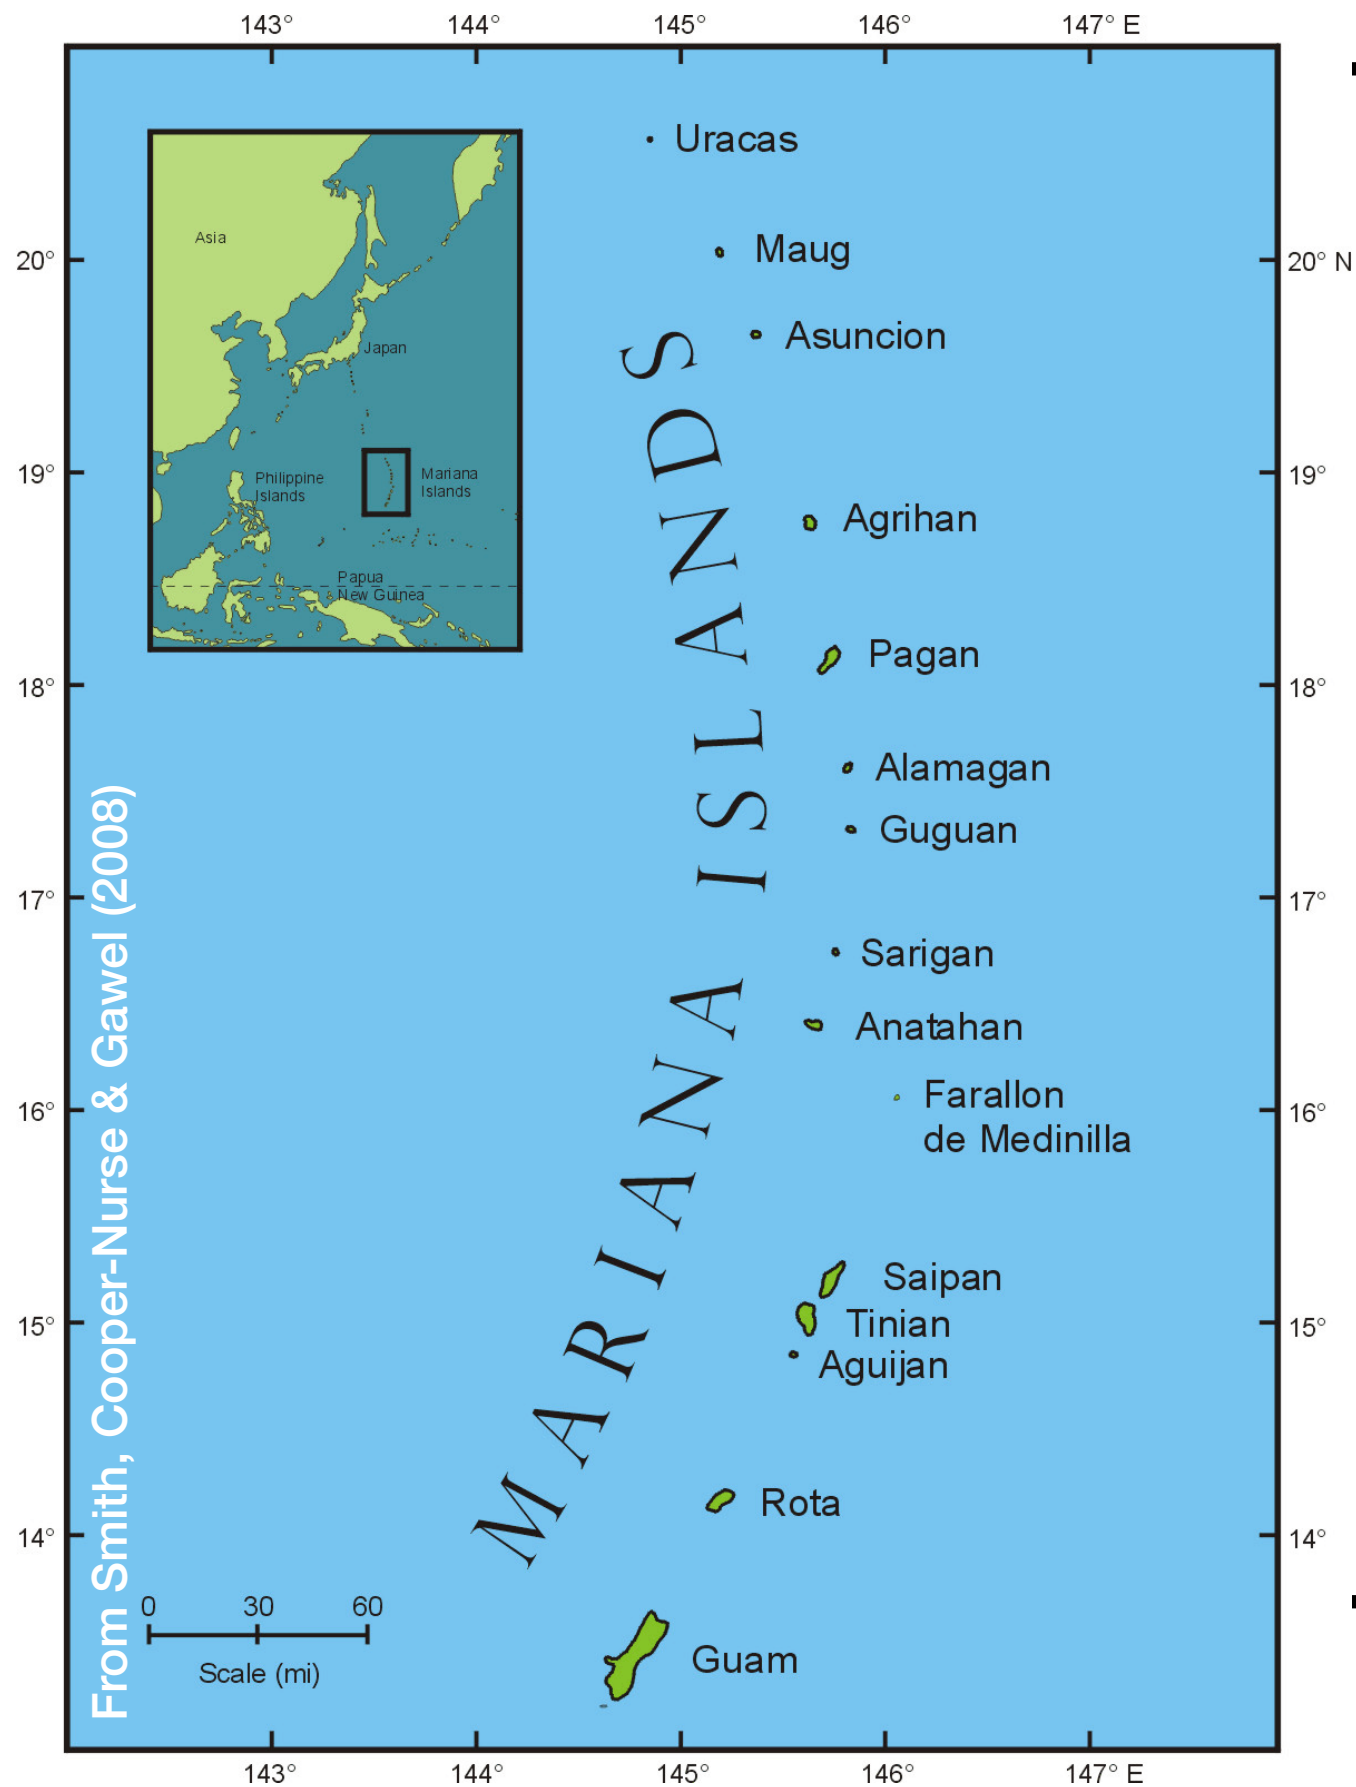 143° 144° 145° 146° 147° E
Uracas
Maug
Asuncion
Agrihan
Pagan
Alamagan
Guguan
Sarigan
Anatahan
Farallon
de Medinilla
Saipan
Tinian
Aguijan
Rota
Guam
MARIANA ISLANDS
Asia
Japan
Philippine
Islands
Mariana
Islands
Papua
New Guinea
20°
19°
18°
17°
16°
15°
14°
20° N
19°
18°
17°
16°
15°
14°
From Smith, Cooper-Nurse & Gawel (2008)
0 30 60
Scale (mi)
143° 144° 145° 146° 147° E